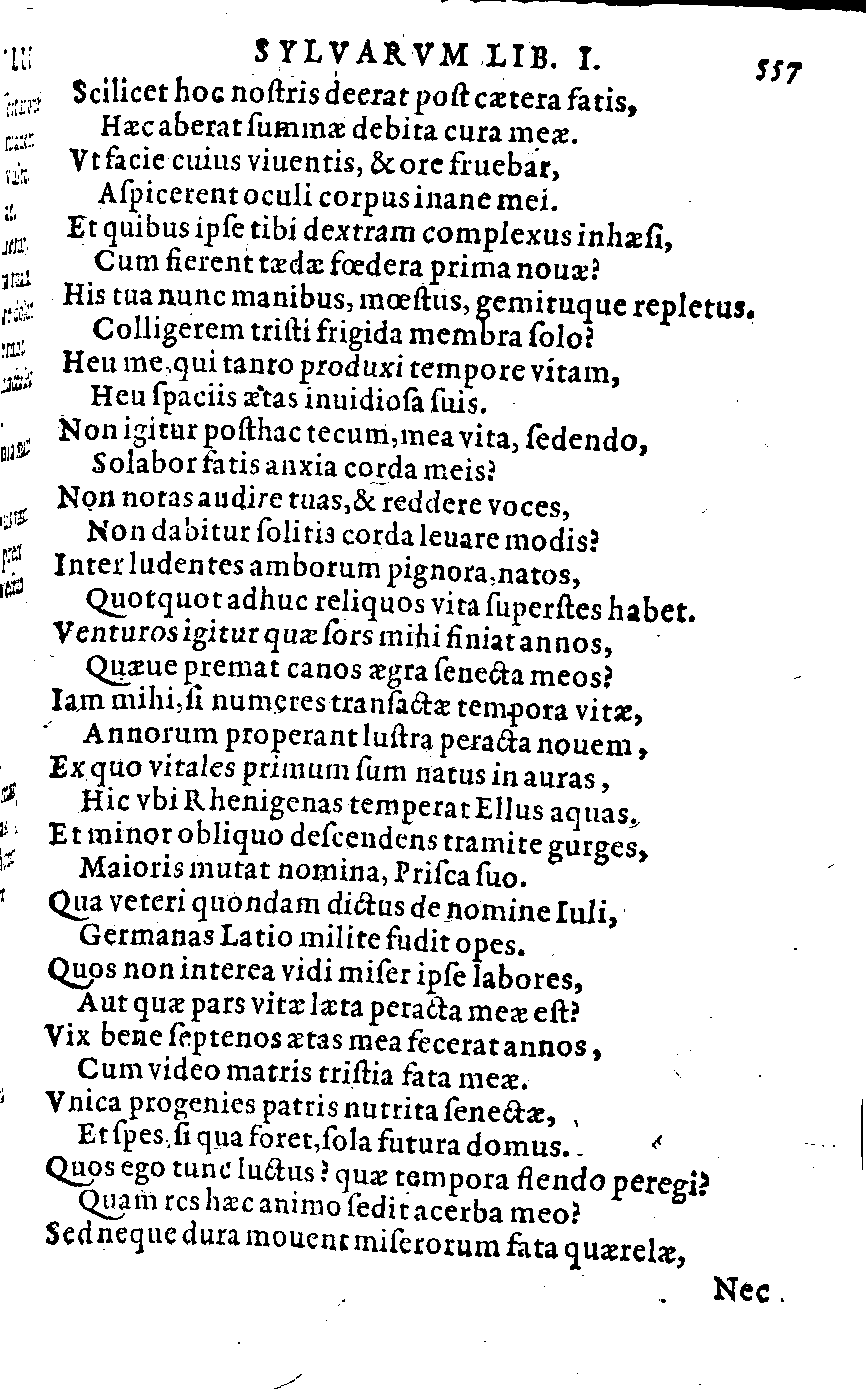 SYLVARVM LIB. I. 557
Scilicet hoc noſtris deerat poſt cætera fatis,
Hæc aberat ſummæ debita cura meæ.
Vt facie cuius viuentis, & ore fruebar,
Aſpicerent oculi corpus inane mei.
Et quibus ipſe tibi dextram complexus inhæſi,
Cum fierent tædæ fœdera prima nouæ?
His tua nunc manibus, mœſtus, gemituque repletus.
Colligerem triſti frigida membra ſolo?
Heu me, qui tanto produxi tempore vitam,
Heu ſpaciis ætas inuidioſa ſuis.
Non igitur poſthac tecum, mea vita, ſedendo,
Solabor fatis anxia corda meis?
Non notas audire tuas, & reddere voces,
Non dabitur ſolitis corda leuare modis?
Inter ludentes amborum pignora, natos,
Quotquot adhuc reliquos vita ſuperſtes habet.
Venturos igitur quæ ſors mihi finiat annos,
Quæue premat canos ægra ſenecta meos?
Iam mihi, ſi numeres transactæ tempora vitæ,
Annorum properant luſtra peracta nouem,
Ex quo vitales primum ſum natus in auras,
Hic vbi Rhenigenas temperat Ellus aquas.
Et minor obliquo deſcendens tramite gurges,
Maioris mutat nomina, Priſca ſuo.
Qua veteri quondam dictus de nomine Iuli,
Germanas Latio milite fudit opes.
Quos non interea vidi miſer ipſe labores,
Aut quæ pars vitæ læta peracta meæ eſt?
Vix bene ſeptenos ætas mea fecerat annos,
Cum video matris triſtia fata meæ.
Vnica progenies patris nutrita ſenectæ,
Et ſpes, ſi qua foret, ſola futura domus.
Quos ego tunc luctus? quæ tempora flendo peregi?
Quam res hæc animo ſedit acerba meo?
Sed neque dura mouent miſerorum fata quærelæ,
Nec